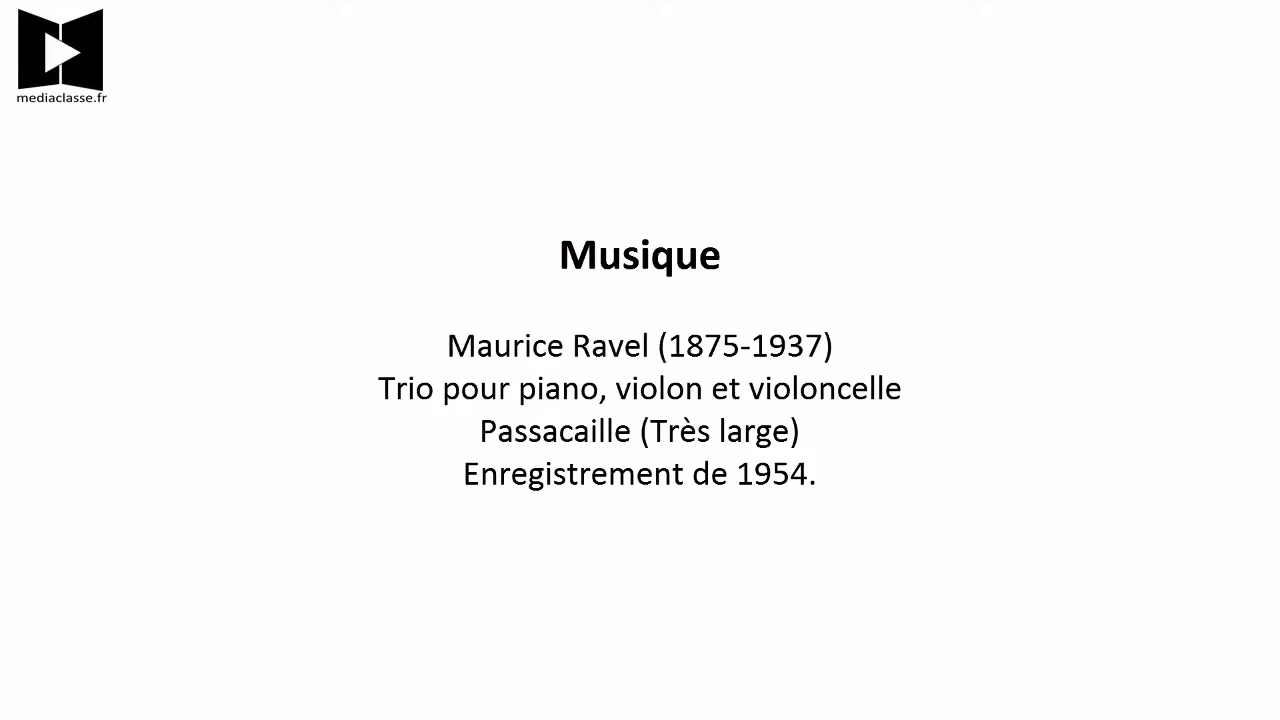 mediaclasse.fr
Musique
Maurice Ravel (1875-1937)
Trio pour piano, violon et violoncelle
Passacaille (Très large)
Enregistrement de 1954.